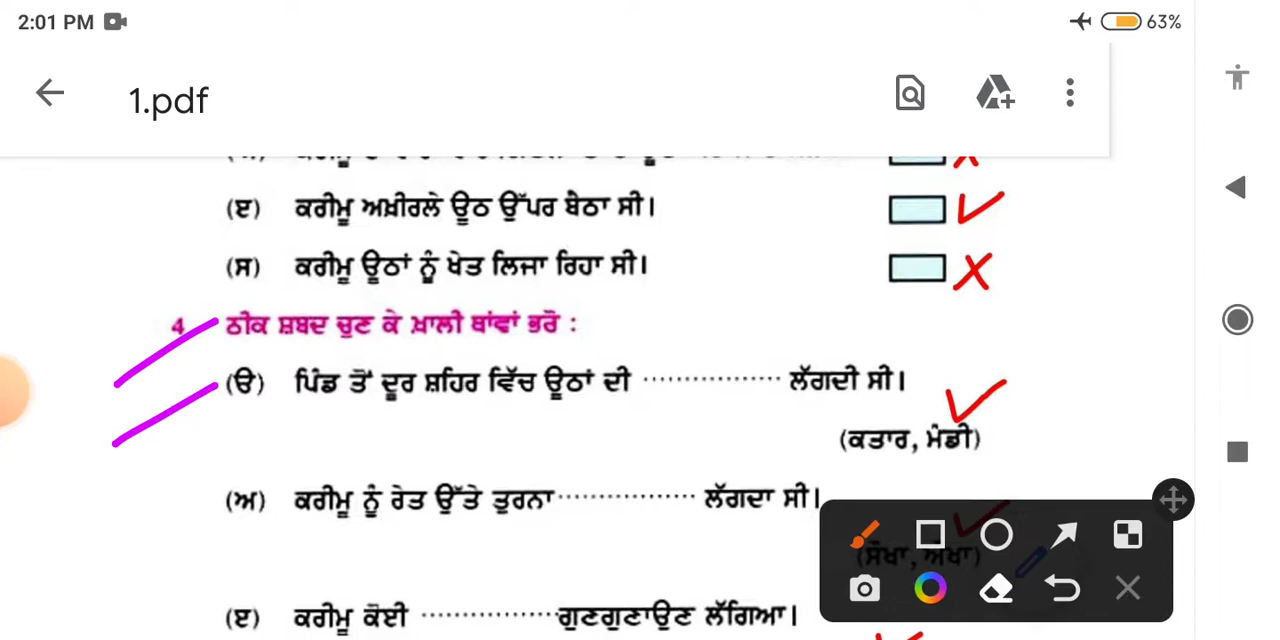 2:01 PM 63%
1.pdf
(ੲ) ਕਰੀਮੂ ਅਖ਼ੀਰਲੇ ਊਠ ਉੱਪਰ ਬੈਠਾ ਸੀ।
(ਸ) ਕਰੀਮੂ ਊਠਾਂ ਨੂੰ ਖੇਤ ਲਿਜਾ ਰਿਹਾ ਸੀ।
4 ਠੀਕ ਸ਼ਬਦ ਚੁਣ ਕੇ ਖ਼ਾਲੀ ਥਾਂਵਾਂ ਭਰੋ :
(ੳ) ਪਿੰਡ ਤੋਂ ਦੂਰ ਸ਼ਹਿਰ ਵਿੱਚ ਊਠਾਂ ਦੀ ................. ਲੱਗਦੀ ਸੀ।
(ਕਤਾਰ, ਮੰਡੀ)
(ਅ) ਕਰੀਮੂ ਨੂੰ ਰੇਤ ਉੱਤੇ ਤੁਰਨਾ ................. ਲੱਗਦਾ ਸੀ।
(ਸੌਖਾ, ਔਖਾ)
(ੲ) ਕਰੀਮੂ ਕੋਈ ................. ਗੁਣਗੁਣਾਉਣ ਲੱਗਿਆ।